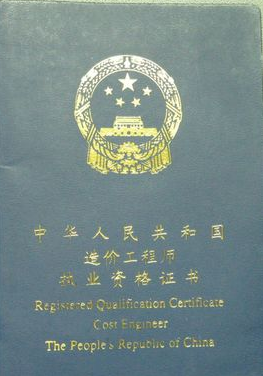 中华人民共和国
造价工程师
执业资格证书
Registered Qualification Certificate
Cost Engineer
The People's Republic of China